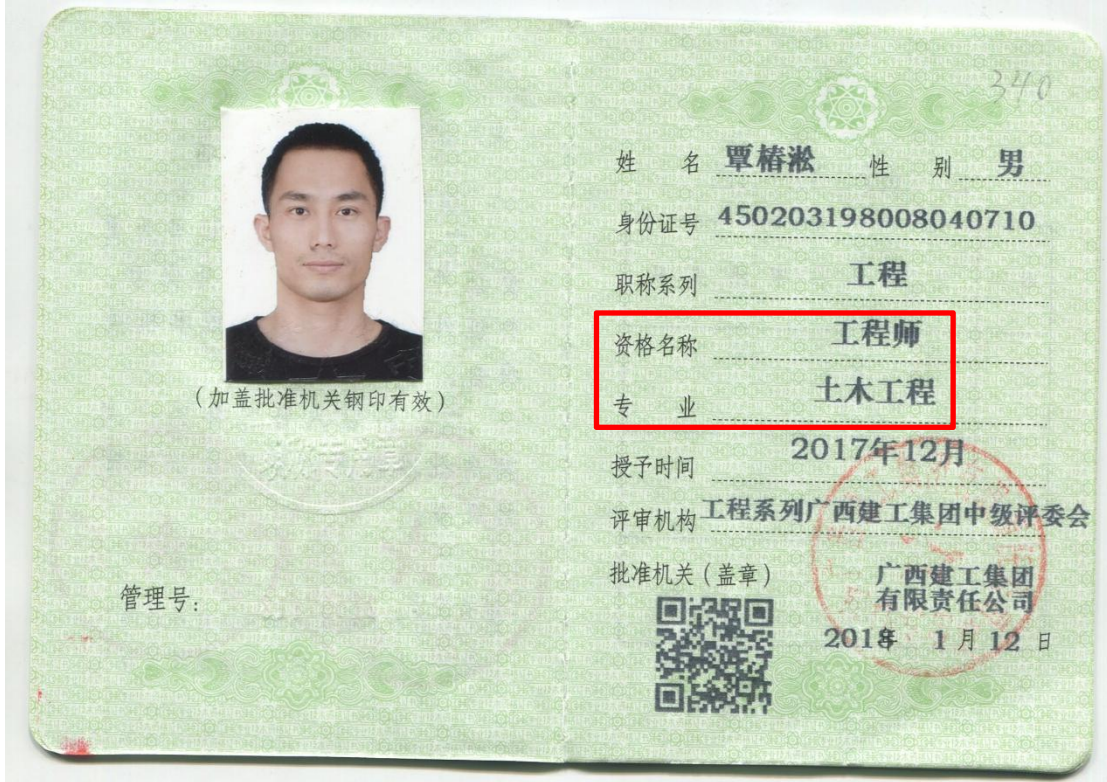 340
姓 名 覃椿淞 性 别 男
身份证号 450203198008040710
职称系列 工程
资格名称 工程师
专 业 土木工程
授予时间 2017年12月
评审机构 工程系列广西建工集团中级评委会
批准机关(盖章) 广西建工集团
有限责任公司
2018年 1月12日
(加盖批准机关钢印有效)
管理号: